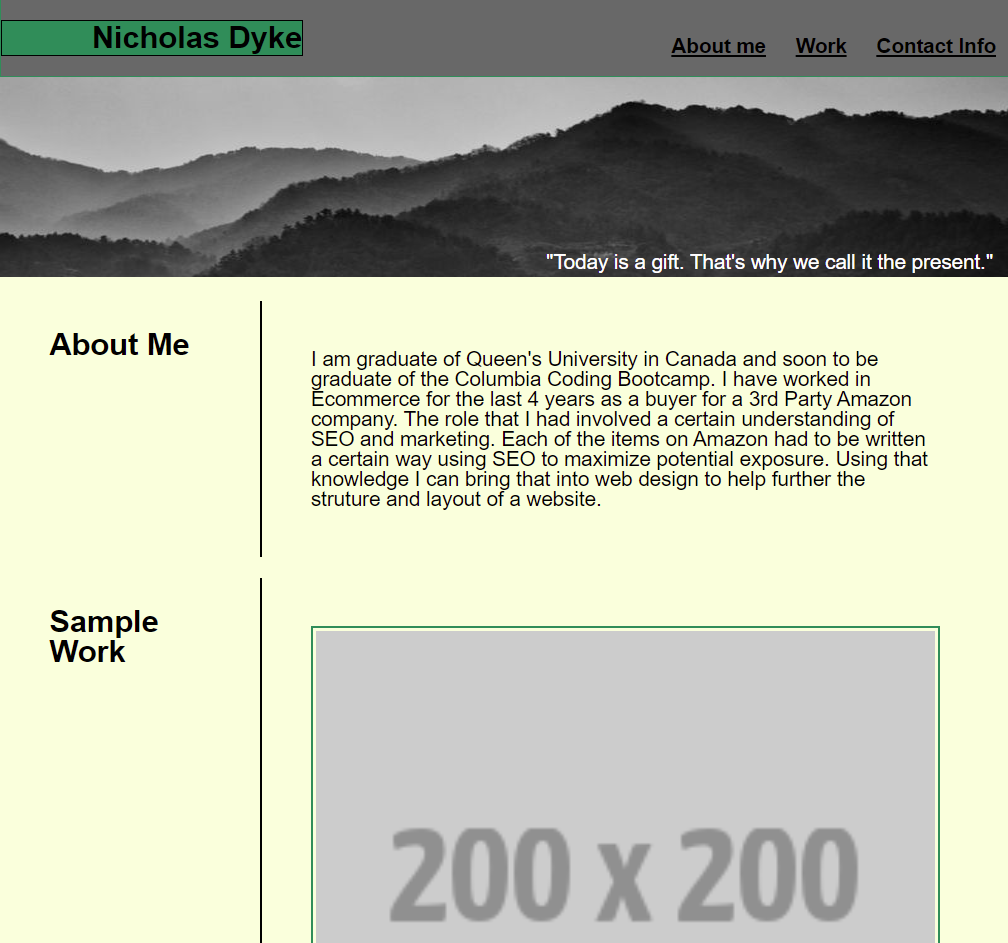 Nicholas Dyke
About me Work Contact Info
"Today is a gift. That's why we call it the present."
About Me
I am graduate of Queen's University in Canada and soon to be
graduate of the Columbia Coding Bootcamp. I have worked in
Ecommerce for the last 4 years as a buyer for a 3rd Party Amazon
company. The role that I had involved a certain understanding of
SEO and marketing. Each of the items on Amazon had to be written
a certain way using SEO to maximize potential exposure. Using that
knowledge I can bring that into web design to help further the
struture and layout of a website.
Sample
Work
200 x 200